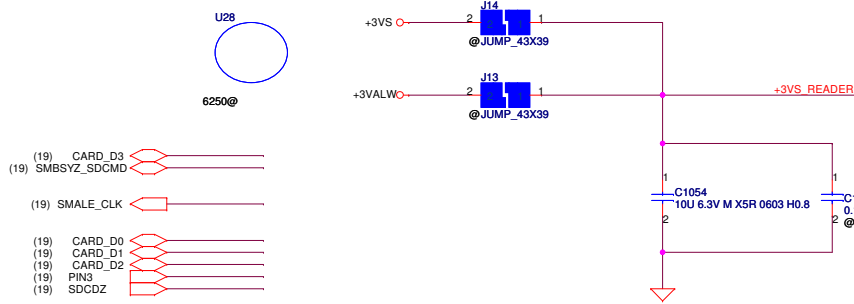 U28
6250@
J14
+3VS
2
1
@JUMP_43X39
J13
+3VALW
2
1
@JUMP_43X39
+3VS_READER
(19) CARD_D3
(19) SMBSYZ_SDCMD
(19) SMALE_CLK
(19) CARD_D0
(19) CARD_D1
(19) CARD_D2
(19) PIN3
(19) SDCDZ
1
C1054
10U 6.3V M X5R 0603 H0.8
2
1
2
@